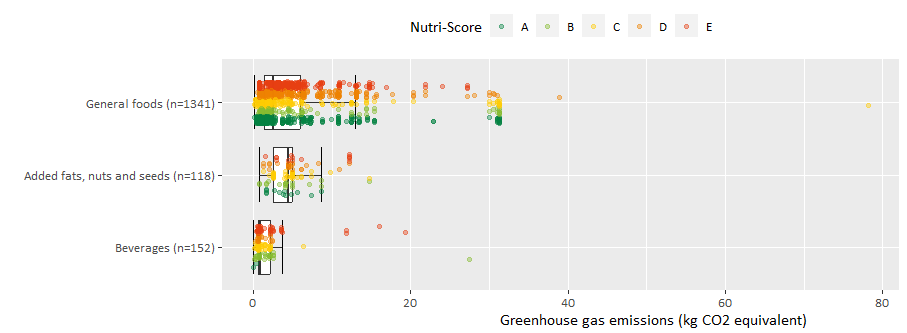 Nutri-Score A B C D E
General foods (n=1341)
Added fats, nuts and seeds (n=118)
Beverages (n=152)
0 20 40 60 80
Greenhouse gas emissions (kg CO2 equivalent)